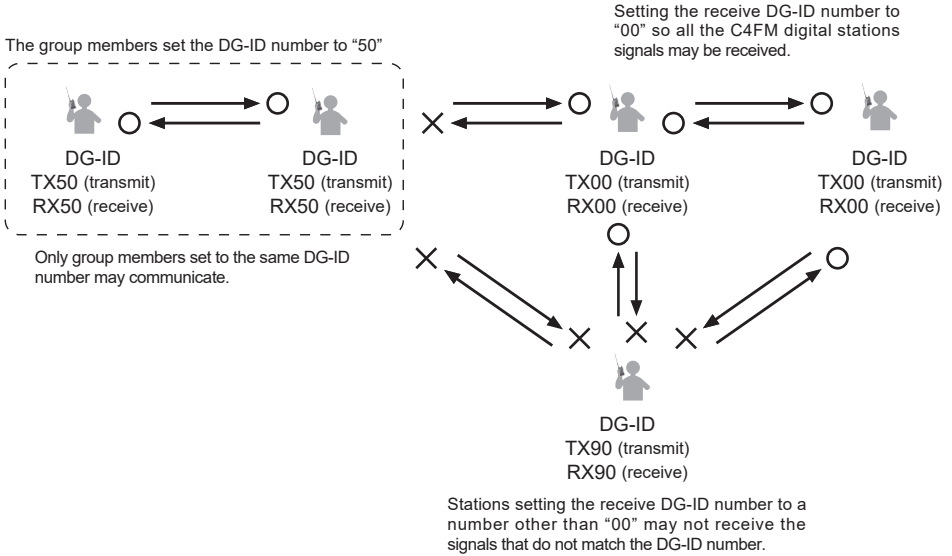 Setting the receive DG-ID number to
“00” so all the C4FM digital stations
signals may be received.
The group members set the DG-ID number to “50”
DG-ID
TX50 (transmit)
RX50 (receive)
DG-ID
TX50 (transmit)
RX50 (receive)
DG-ID
TX00 (transmit)
RX00 (receive)
DG-ID
TX00 (transmit)
RX00 (receive)
Only group members set to the same DG-ID
number may communicate.
DG-ID
TX90 (transmit)
RX90 (receive)
Stations setting the receive DG-ID number to a
number other than “00” may not receive the
signals that do not match the DG-ID number.